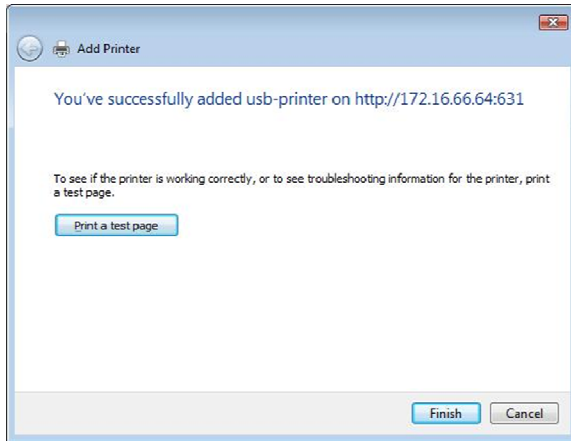 Add Printer
You've successfully added usb-printer on http://172.16.66.64:631
To see if the printer is working correctly, or to see troubleshooting information for the printer, print
a test page.
Print a test page
Finish Cancel